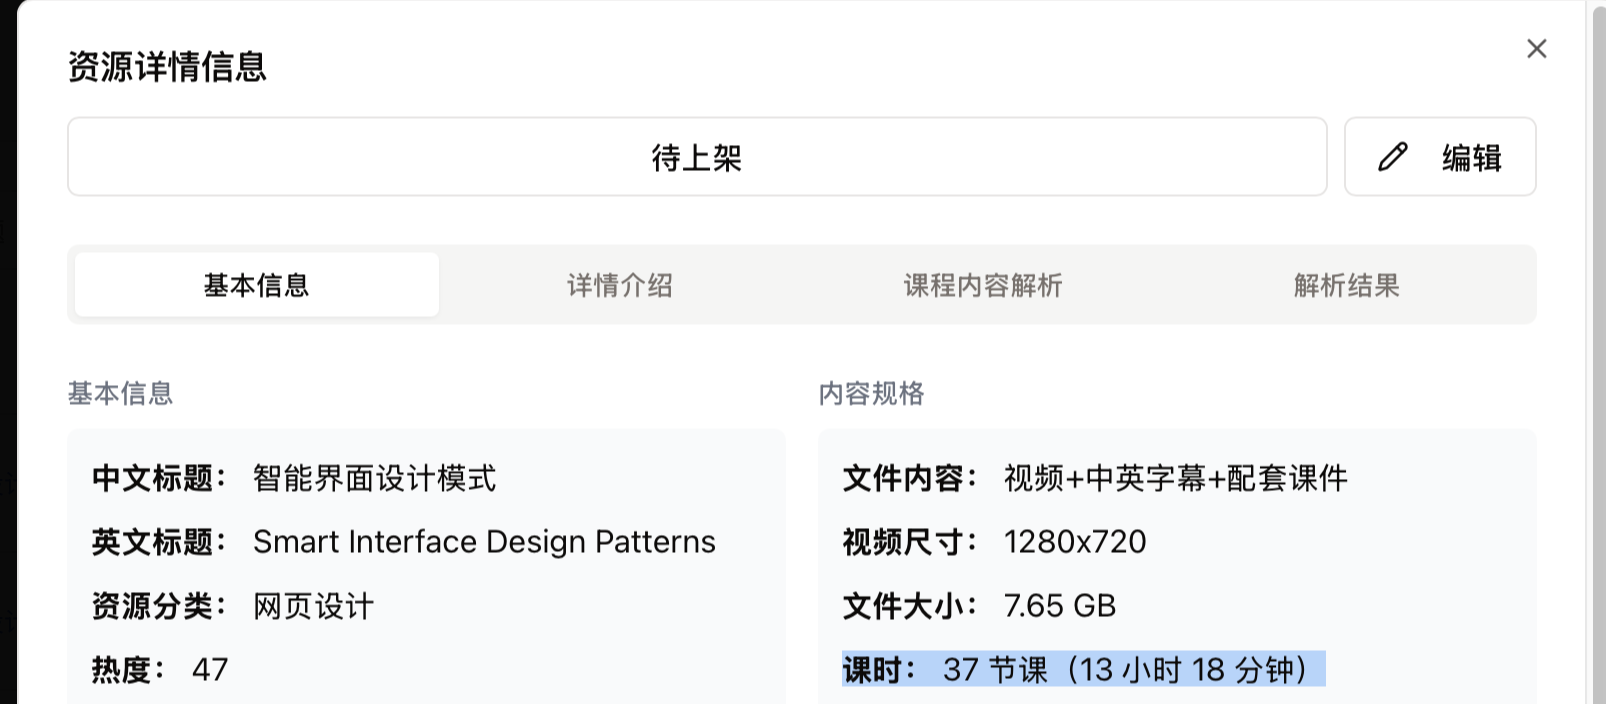 资源详情信息
待上架
编辑
基本信息
详情介绍
课程内容解析
解析结果
基本信息
中文标题： 智能界面设计模式
英文标题： Smart Interface Design Patterns
资源分类： 网页设计
热度： 47
内容规格
文件内容： 视频+中英字幕+配套课件
视频尺寸： 1280x720
文件大小： 7.65 GB
课时： 37 节课（13 小时 18 分钟）